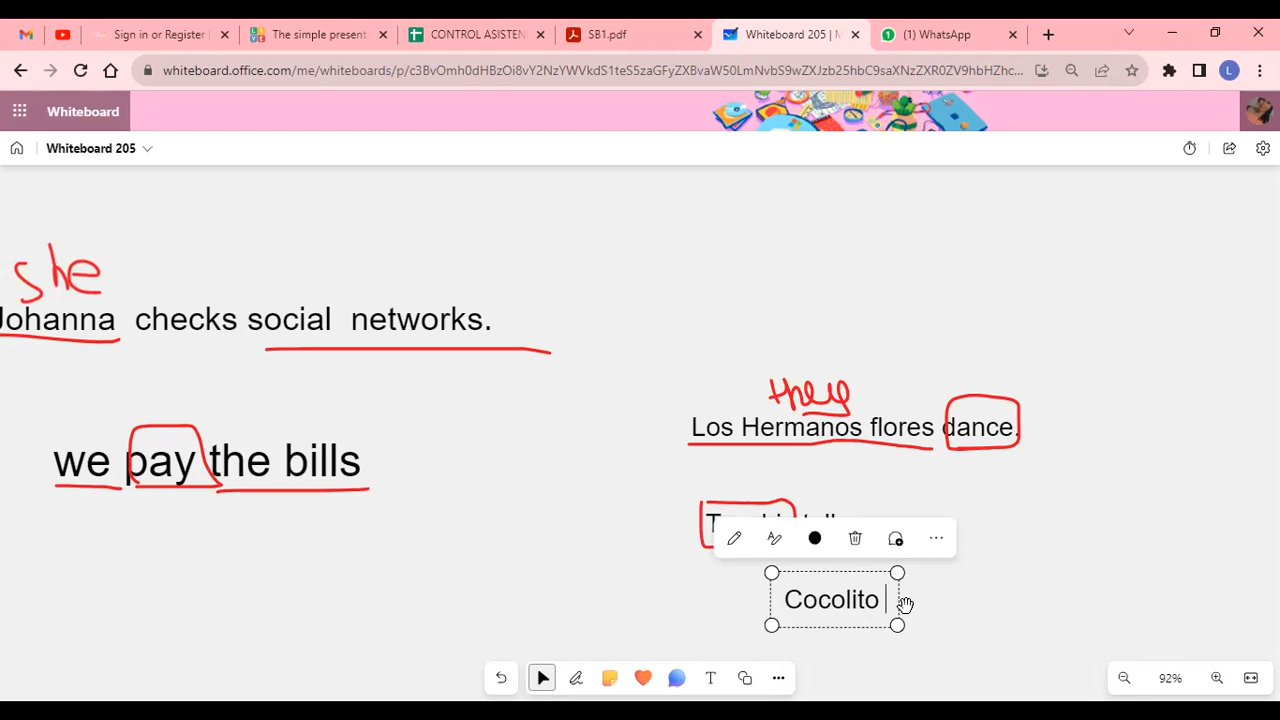 Sign in or Register
The simple present
CONTROL ASISTEN
SB1.pdf
Whiteboard 205 | M
(1) WhatsApp
whiteboard.office.com/me/whiteboards/p/
Whiteboard
Whiteboard 205
she
Johanna checks social networks.
they
Los Hermanos flores dance.
we pay the bills
Cocolito
92%